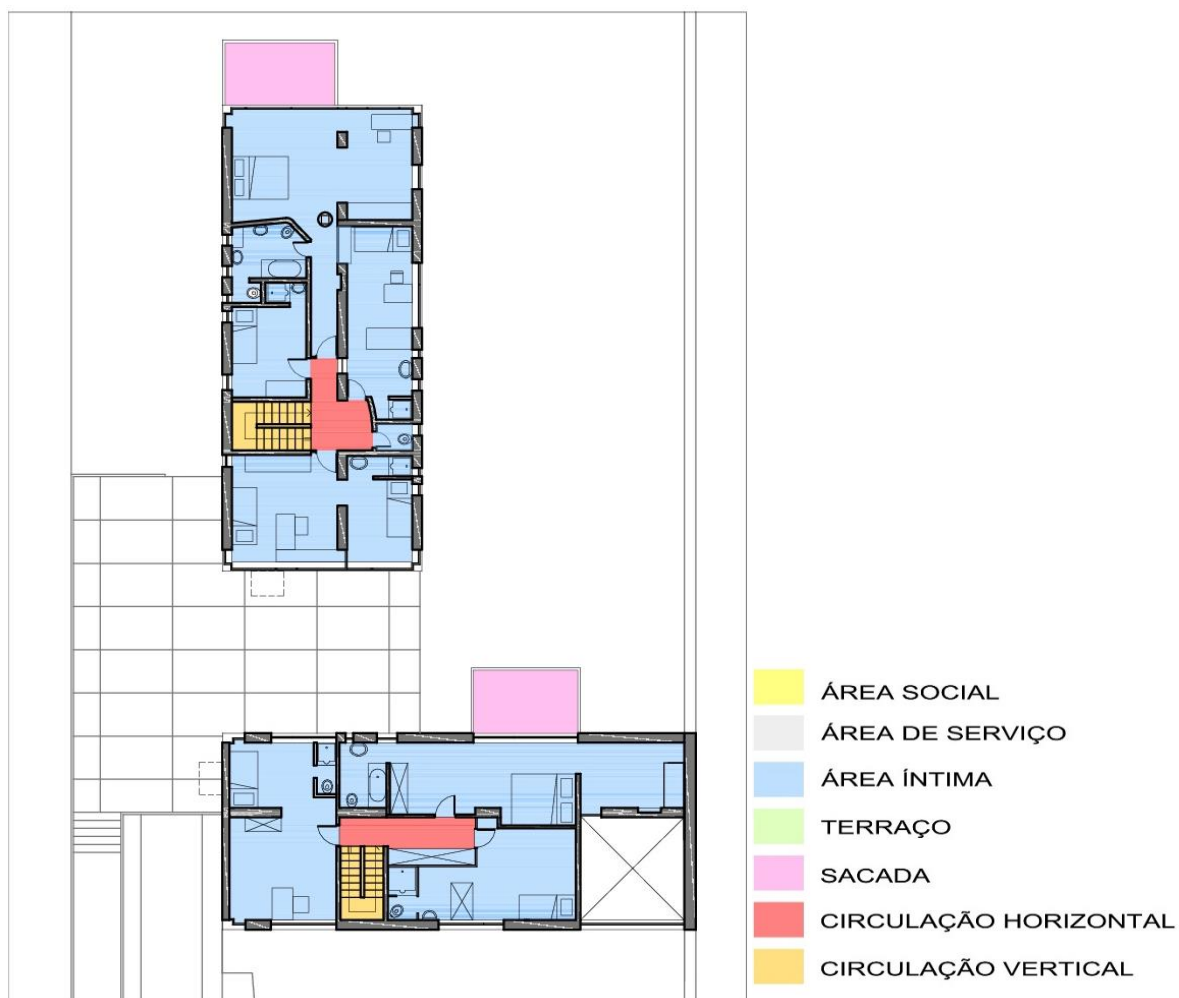 ÁREA SOCIAL
ÁREA DE SERVIÇO
ÁREA ÍNTIMA
TERRAÇO
SACADA
CIRCULAÇÃO HORIZONTAL
CIRCULAÇÃO VERTICAL